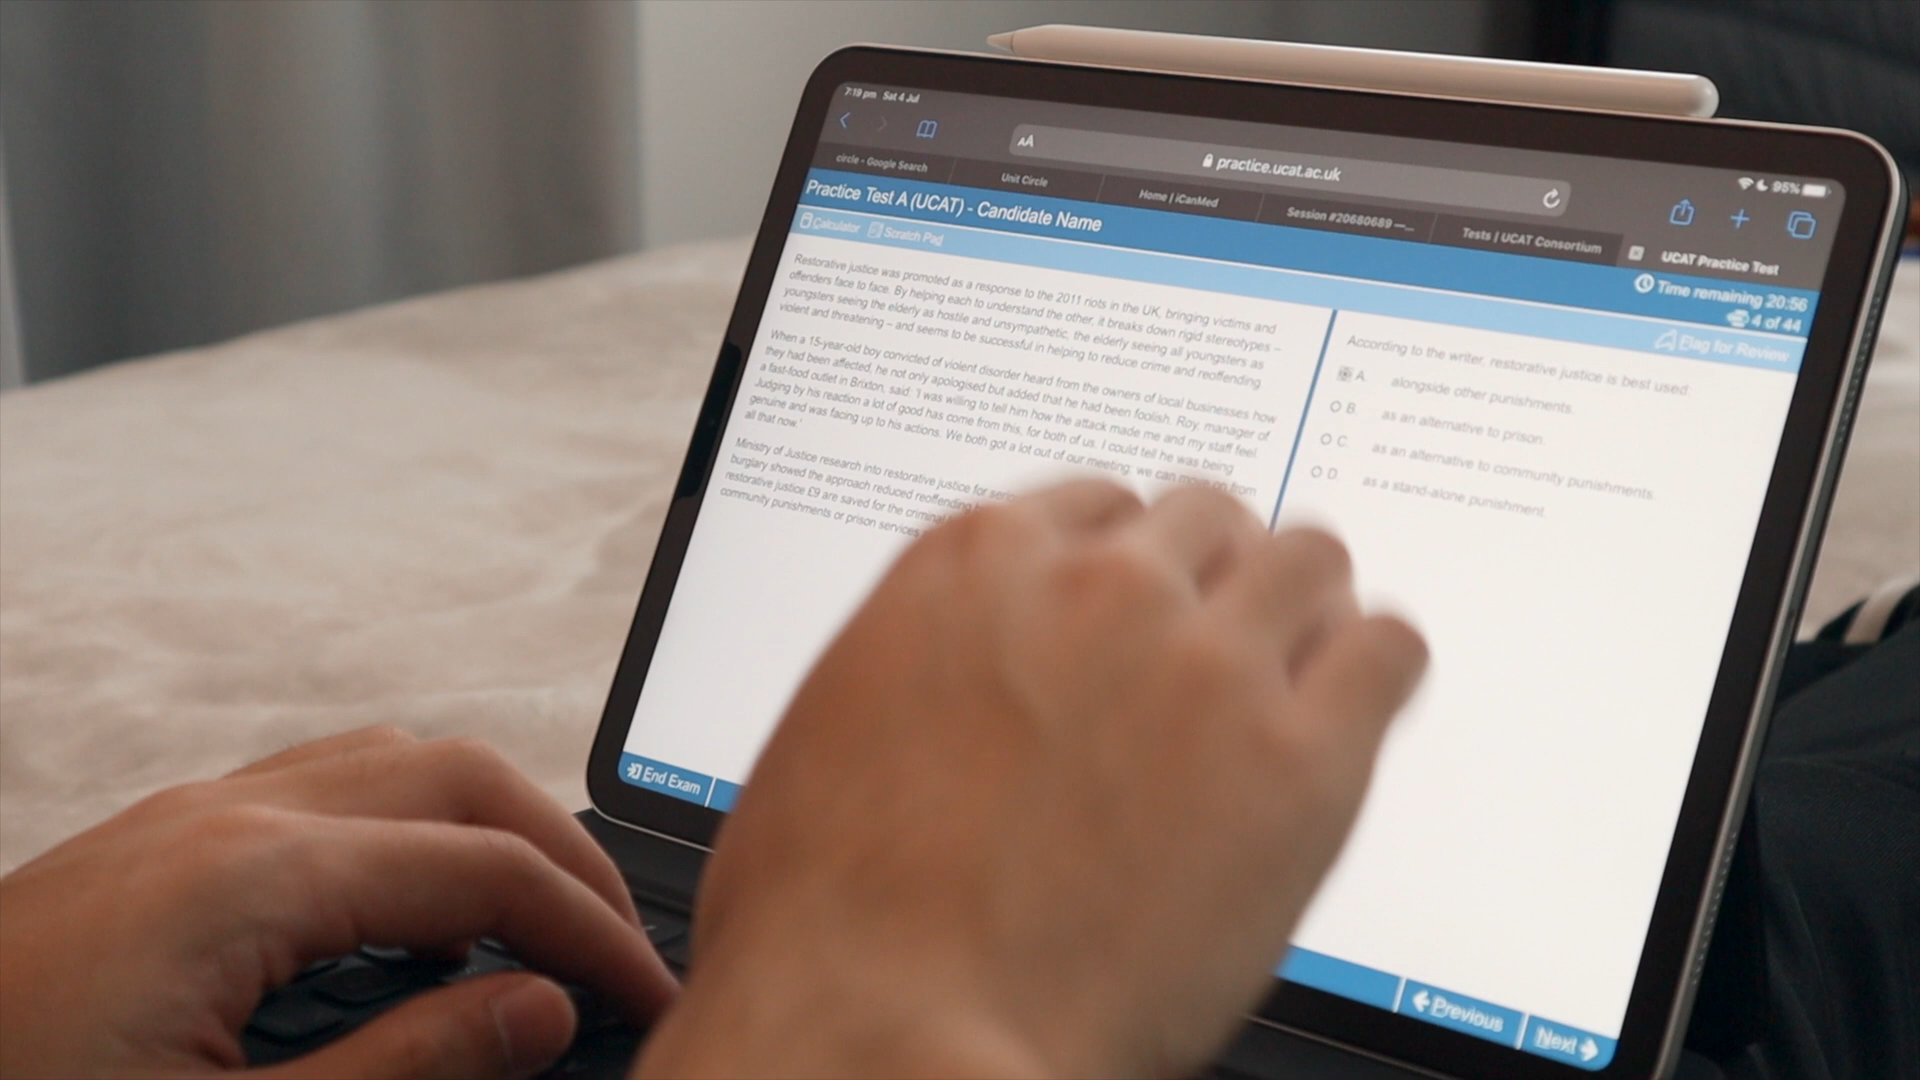 7:19 pm Sat 4 Jul
95%
AA
practice.ucat.ac.uk
circle - Google Search
Unit Circle
Home | iCanMed
Session #20680689 —...
Tests | UCAT Consortium
UCAT Practice Test
Practice Test A (UCAT) - Candidate Name
Time remaining 20:56
4 of 44
Calculator
Scratch Pad
Flag for Review
Restorative justice was promoted as a response to the 2011 riots in the UK, bringing victims and
offenders face to face. By helping each to understand the other, it breaks down rigid stereotypes –
youngsters seeing the elderly as hostile and unsympathetic, the elderly seeing all youngsters as
violent and threatening – and seems to be successful in helping to reduce crime and reoffending
When a 15-year-old boy convicted of violent disorder heard from the owners of local businesses how
they had been affected, he not only apologised but added that he had been foolish. Roy, manager of
a fast-food outlet in Brixton, said: 'I was willing to tell him how the attack made me and my staff feel.
Judging by his reaction a lot of good has come from this, for both of us. I could tell he was being
genuine and was facing up to his actions. We both got a lot out of our meeting; we can move on from
all that now.'
Ministry of Justice research into restorative justice for
burglary showed the approach reduced reoffending
restorative justice £9 are saved for the criminal
community punishments or prison services
According to the writer, restorative justice is best used:
A. alongside other punishments.
B. as an alternative to prison.
C. as an alternative to community punishments.
D. as a stand-alone punishment.
End Exam
Previous
Next